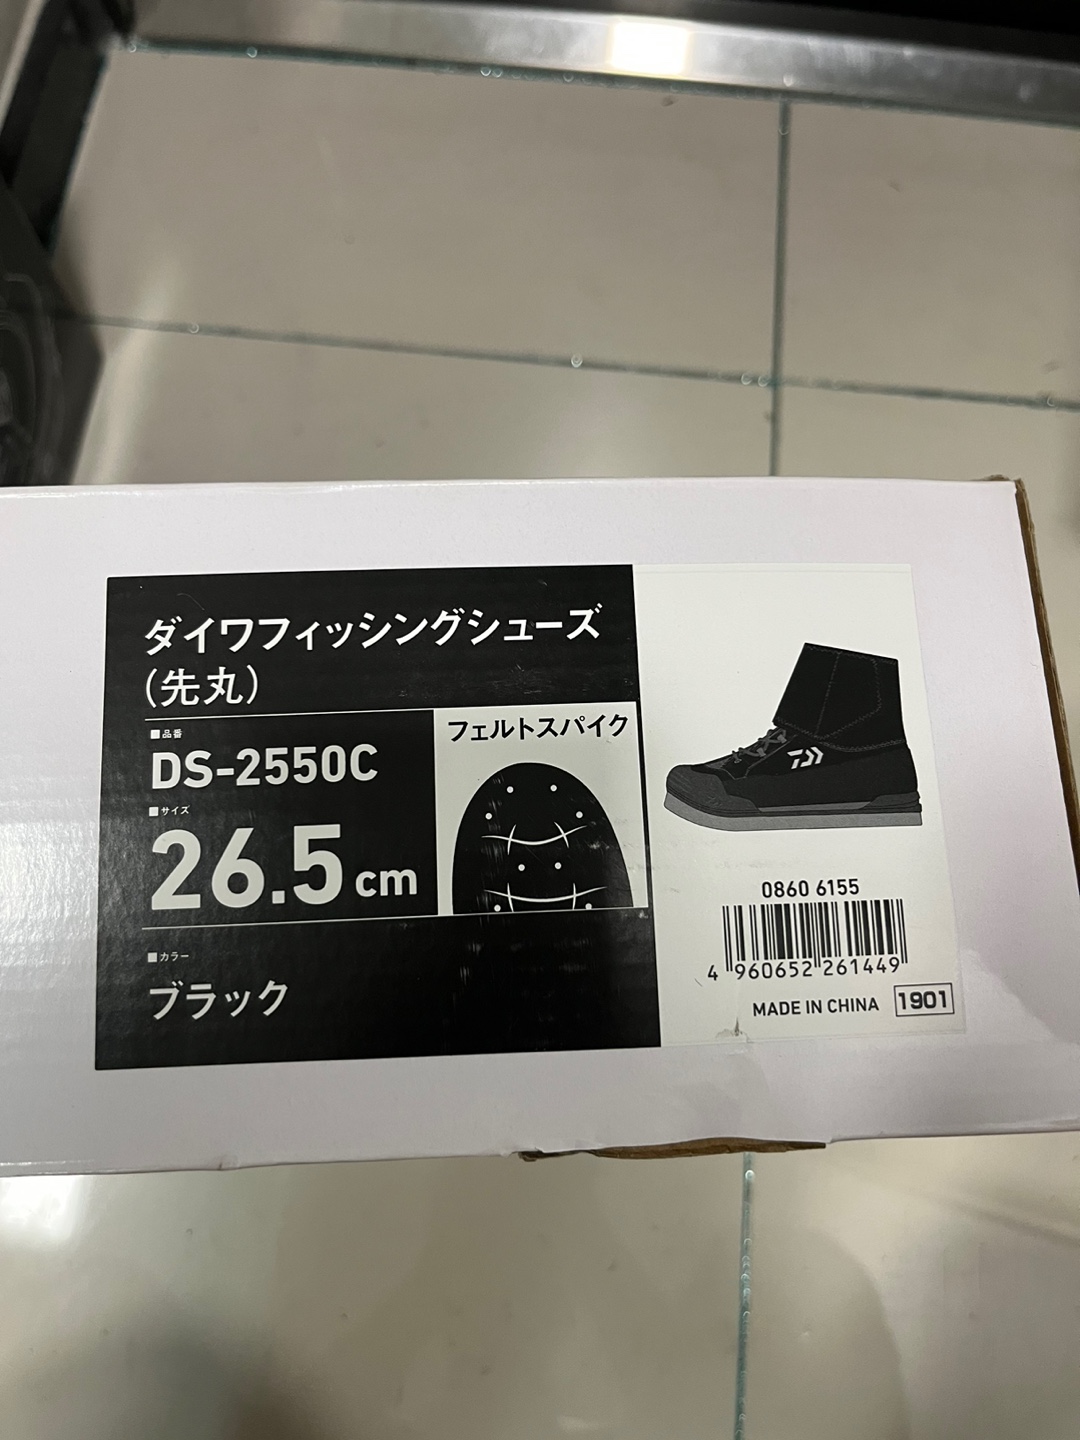 ダイワフィッシングシューズ
(先丸)
■品番
DS-2550C
■サイズ
26.5cm
フェルトスパイク
■カラー
ブラック
0860 6155
4 960652 261449
MADE IN CHINA 1901